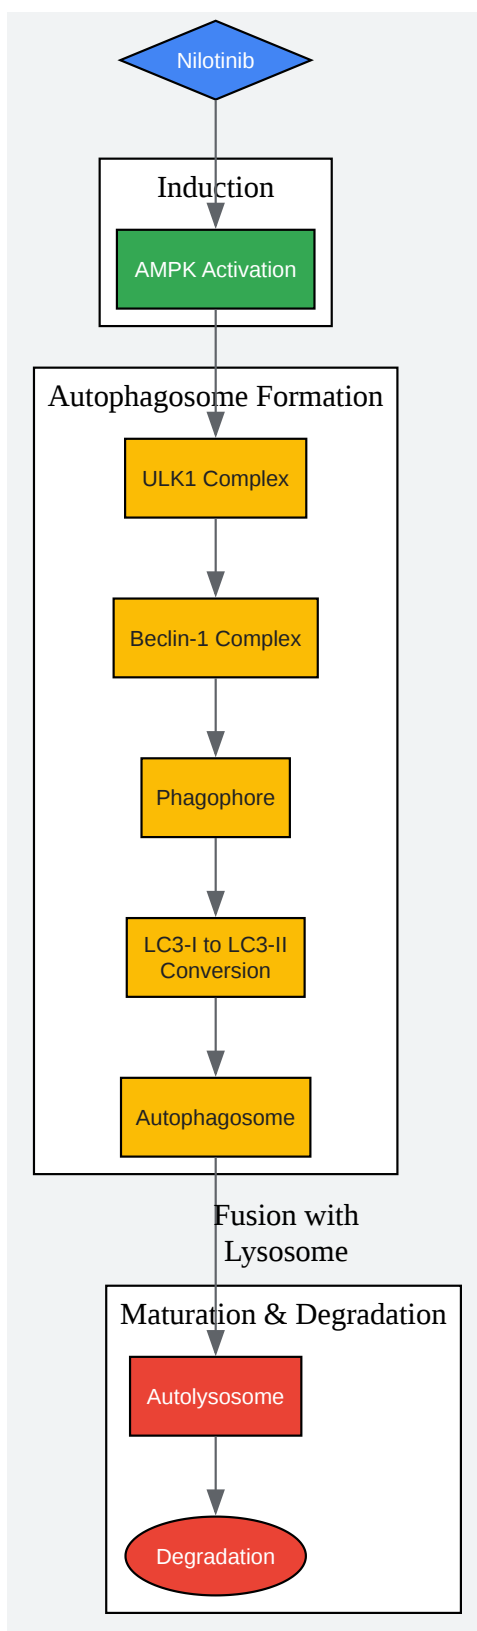 Nilotinib
Induction
AMPK Activation
Autophagosome Formation
ULK1 Complex
Beclin-1 Complex
Phagophore
LC3-I to LC3-II
Conversion
Autophagosome
Fusion with
Lysosome
Maturation & Degradation
Autolysosome
Degradation